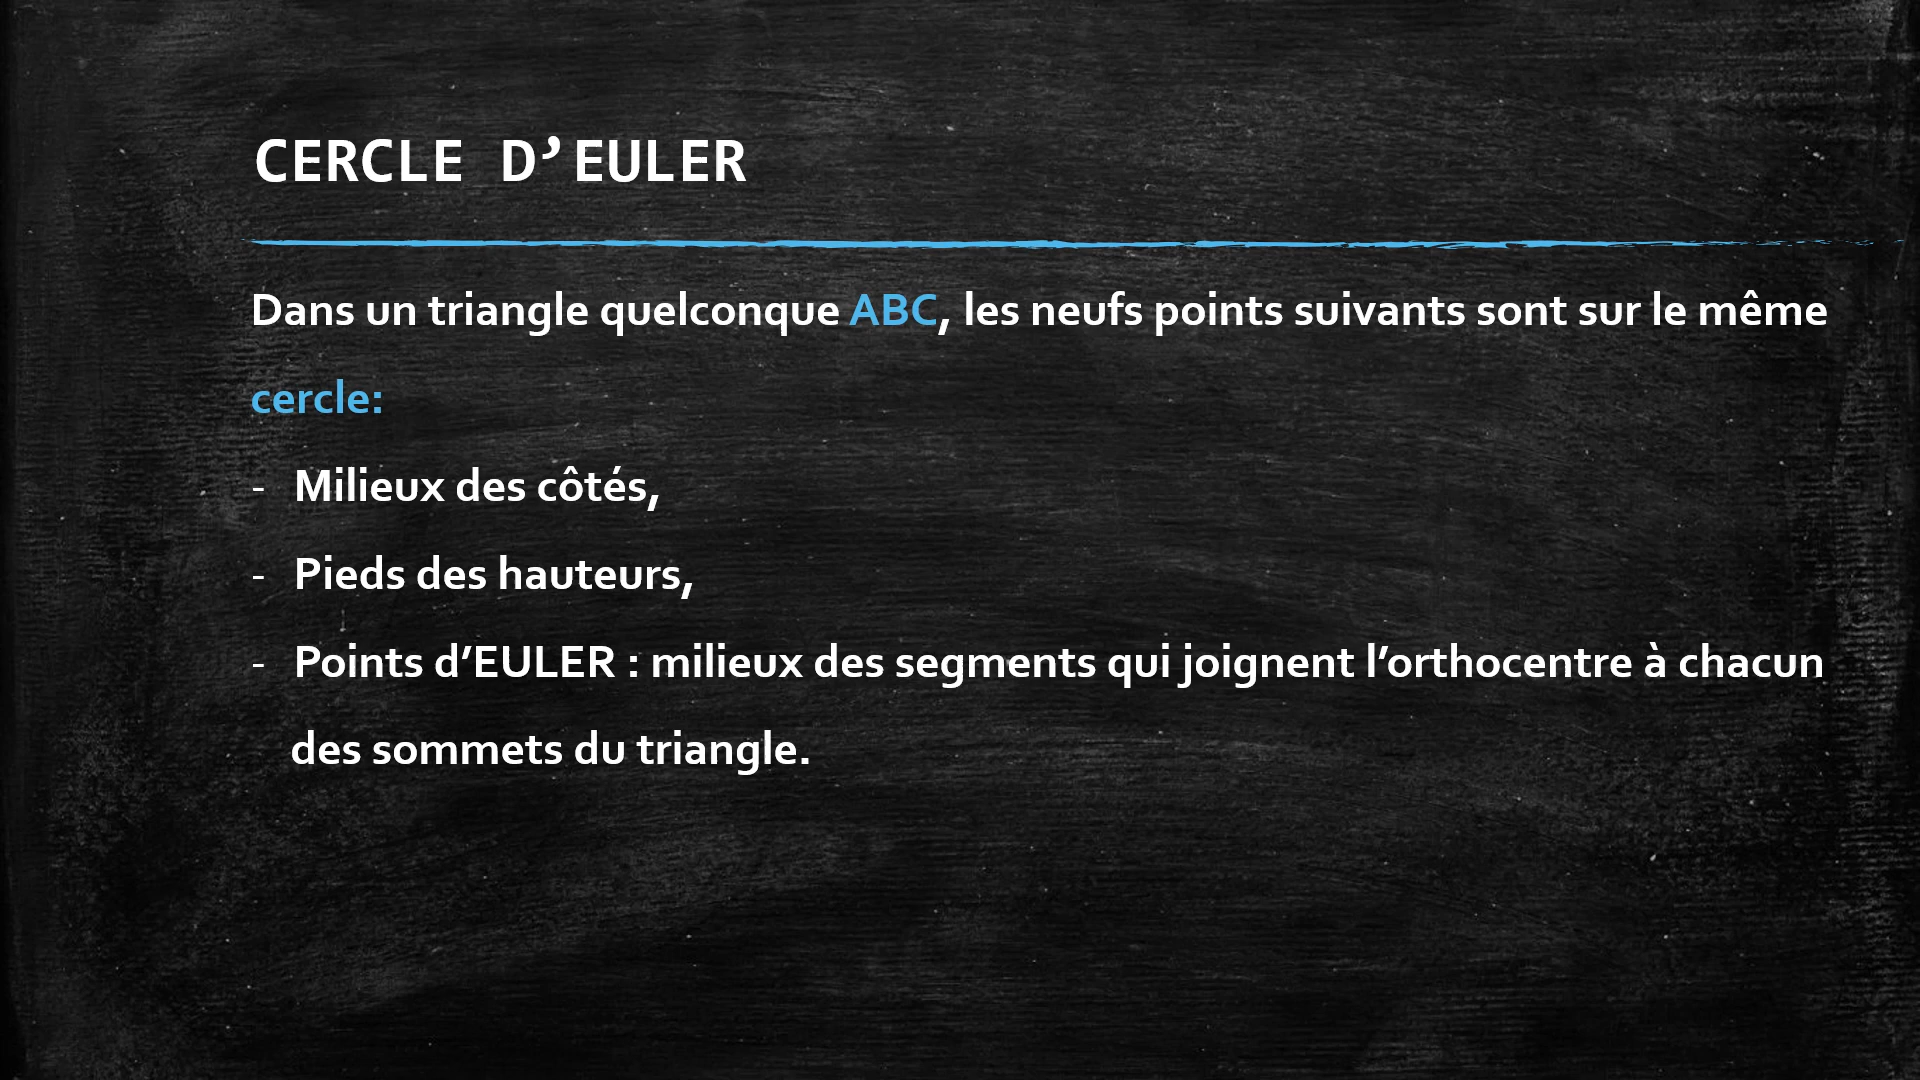 CERCLE D’EULER
Dans un triangle quelconque ABC, les neufs points suivants sont sur le même
cercle:
- Milieux des côtés,
- Pieds des hauteurs,
- Points d’EULER : milieux des segments qui joignent l’orthocentre à chacun
des sommets du triangle.